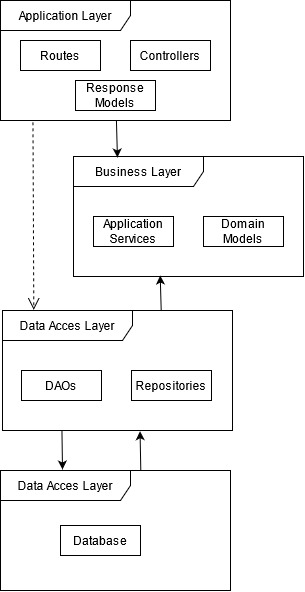 Application Layer
Routes
Controllers
Response
Models
Business Layer
Application
Services
Domain
Models
Data Acces Layer
DAOs
Repositories
Data Acces Layer
Database